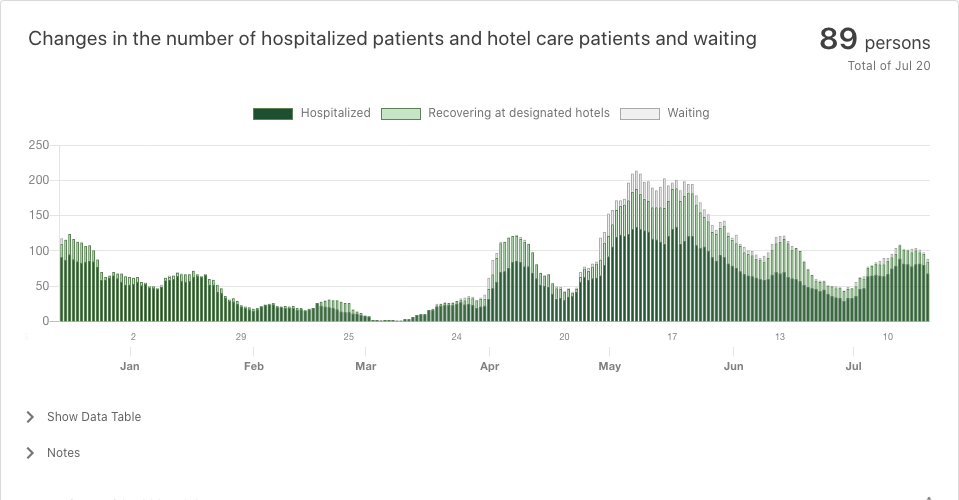 Changes in the number of hospitalized patients and hotel care patients and waiting
89 persons
Total of Jul 20
Hospitalized
Recovering at designated hotels
Waiting
250
200
150
100
50
0
2 29 25 24 20 17 13 10
Jan Feb Mar Apr May Jun Jul
Show Data Table
Notes